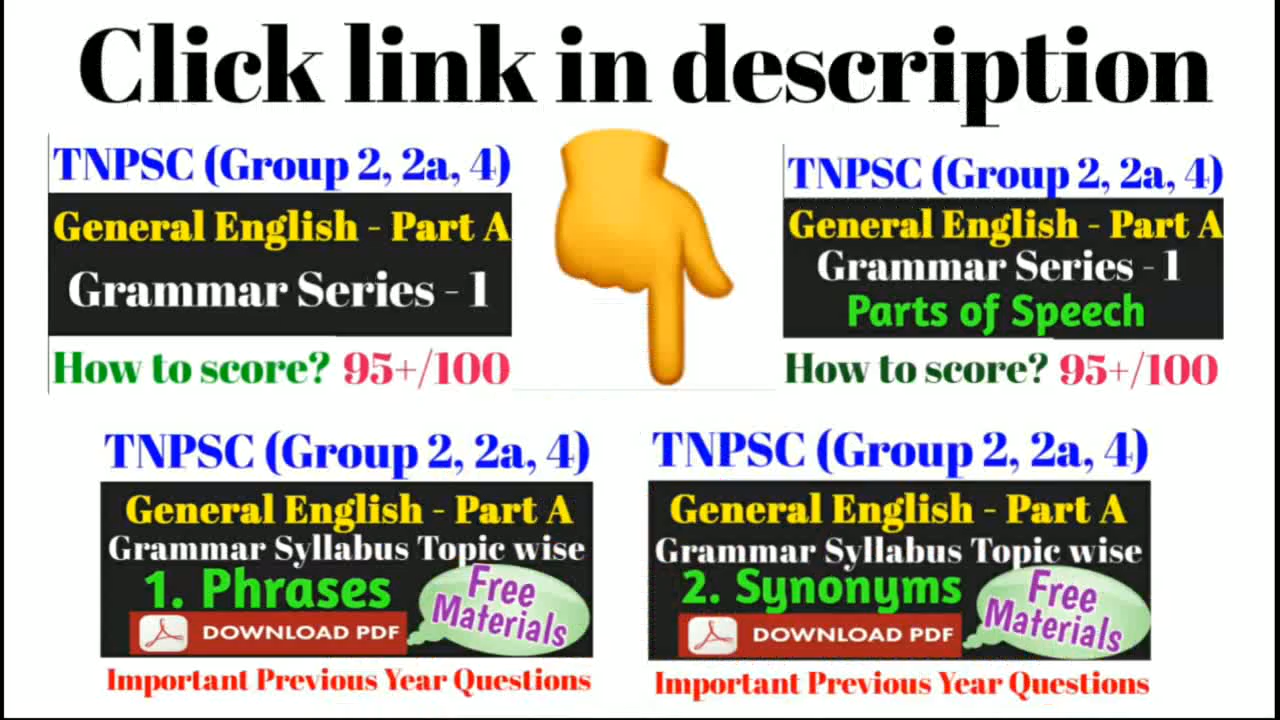 Click link in description
TNPSC (Group 2, 2a, 4)
General English - Part A
Grammar Series - 1
How to score? 95+/100
TNPSC (Group 2, 2a, 4)
General English - Part A
Grammar Series - 1
Parts of Speech
How to score? 95+/100
TNPSC (Group 2, 2a, 4)
General English - Part A
Grammar Syllabus Topic wise
1. Phrases
Free
Materials
DOWNLOAD PDF
Important Previous Year Questions
TNPSC (Group 2, 2a, 4)
General English - Part A
Grammar Syllabus Topic wise
2. Synonyms
Free
Materials
DOWNLOAD PDF
Important Previous Year Questions